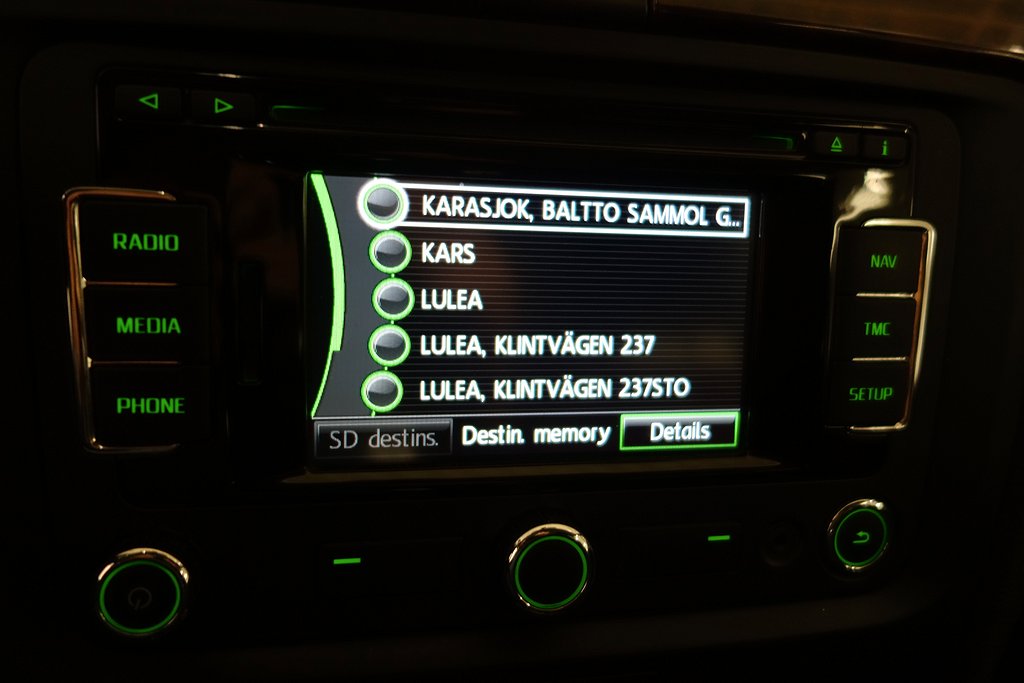 i
RADIO
MEDIA
PHONE
KARASJOK, BALTTO SAMMOL G...
KARS
LULEA
LULEA, KLINTVÄGEN 237
LULEA, KLINTVÄGEN 237STO
SD destins.
Destin. memory
Details
NAV
TMC
SETUP